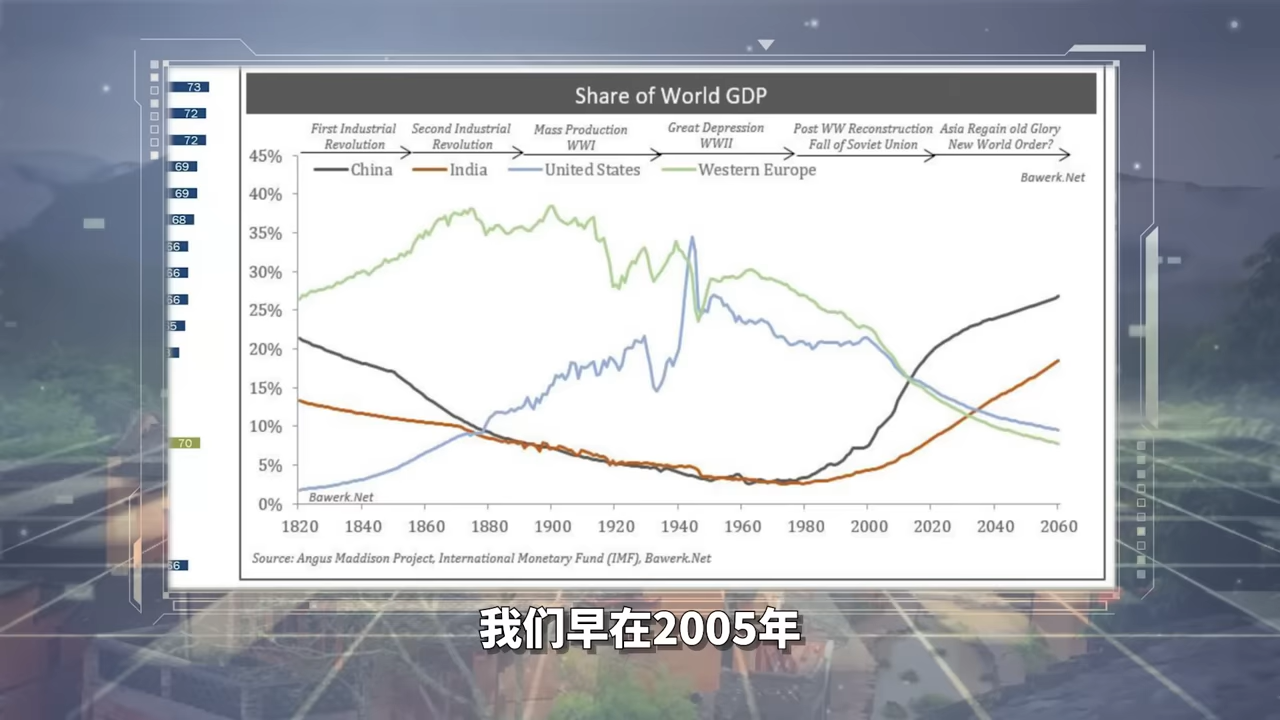 Share of World GDP
First Industrial Revolution
Second Industrial Revolution
Mass Production WWI
Great Depression WWII
Post WW Reconstruction Fall of Soviet Union
Asia Regain old Glory New World Order?
China
India
United States
Western Europe
Bawerk.Net
45%
40%
35%
30%
25%
20%
15%
10%
5%
0%
Bawerk.Net
1820 1840 1860 1880 1900 1920 1940 1960 1980 2000 2020 2040 2060
Source: Angus Maddison Project, International Monetary Fund (IMF), Bawerk.Net
73
72
72
69
69
68
70
我们早在2005年